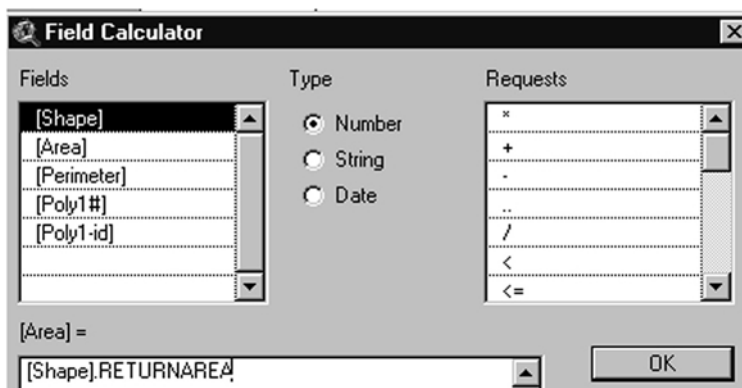 Field Calculator
Fields Type Requests
[Shape]
[Area]
[Perimeter]
[Poly1#]
[Poly1-id]
Number
String
Date
*
+
-
..
/
<
<=
[Area] =
[Shape].RETURNAREA
OK